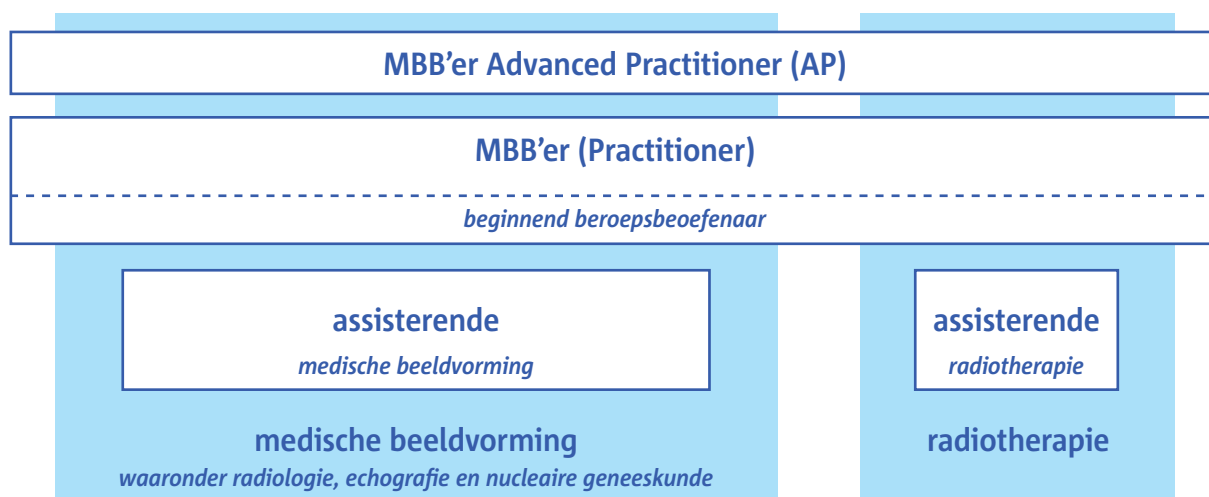 MBB’er Advanced Practitioner (AP)
MBB’er (Practitioner)
beginnend beroepsbeoefenaar
assisterende
medische beeldvorming
assisterende
radiotherapie
medische beeldvorming
waaronder radiologie, echografie en nucleaire geneeskunde
radiotherapie